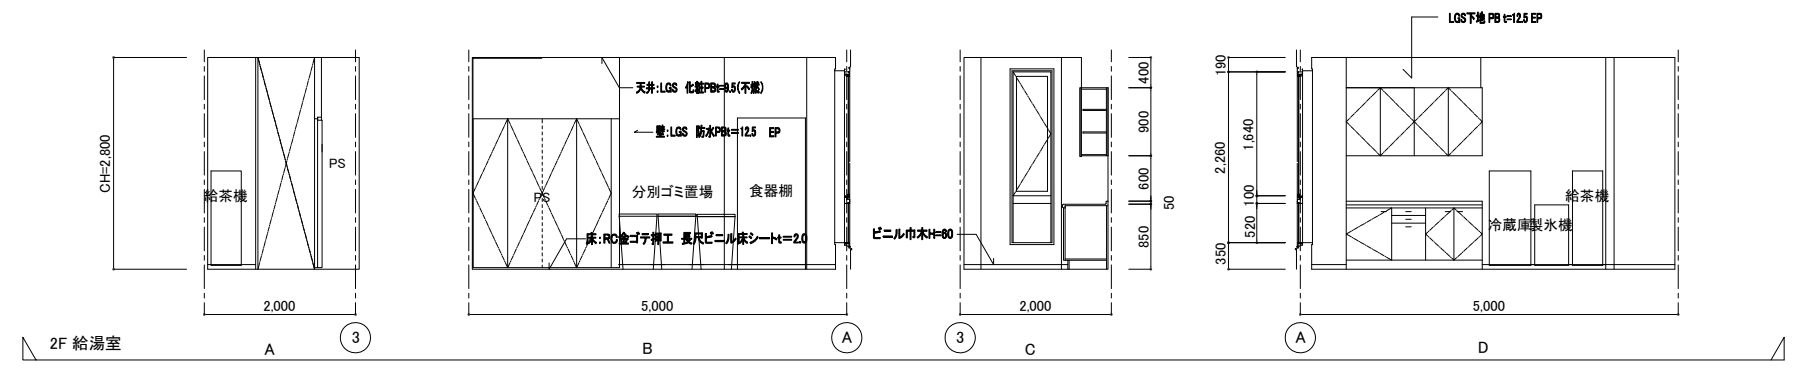 LGS下地 PB t=12.5 EP
CH=2,800
給茶機
PS
2,000
3
A
2F 給湯室
天井:LGS 化粧PBt=9.5(不燃)
壁:LGS 防水PBt=12.5 EP
PS
分別ゴミ置場
食器棚
床:RC金ゴテ押エ 長尺ビニル床シートt=2.0
5,000
A
B
ビニル巾木H=60
400
900
600
50
850
2,000
3
C
190
1,640
2,260
100
520
350
冷蔵庫
製氷機
給茶機
5,000
A
D